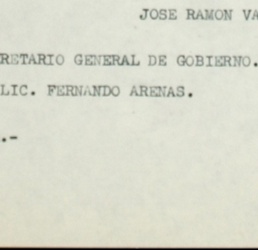 JOSE RAMON VA
RETARIO GENERAL DE GOBIERNO.
LIC. FERNANDO ARENAS.
.-